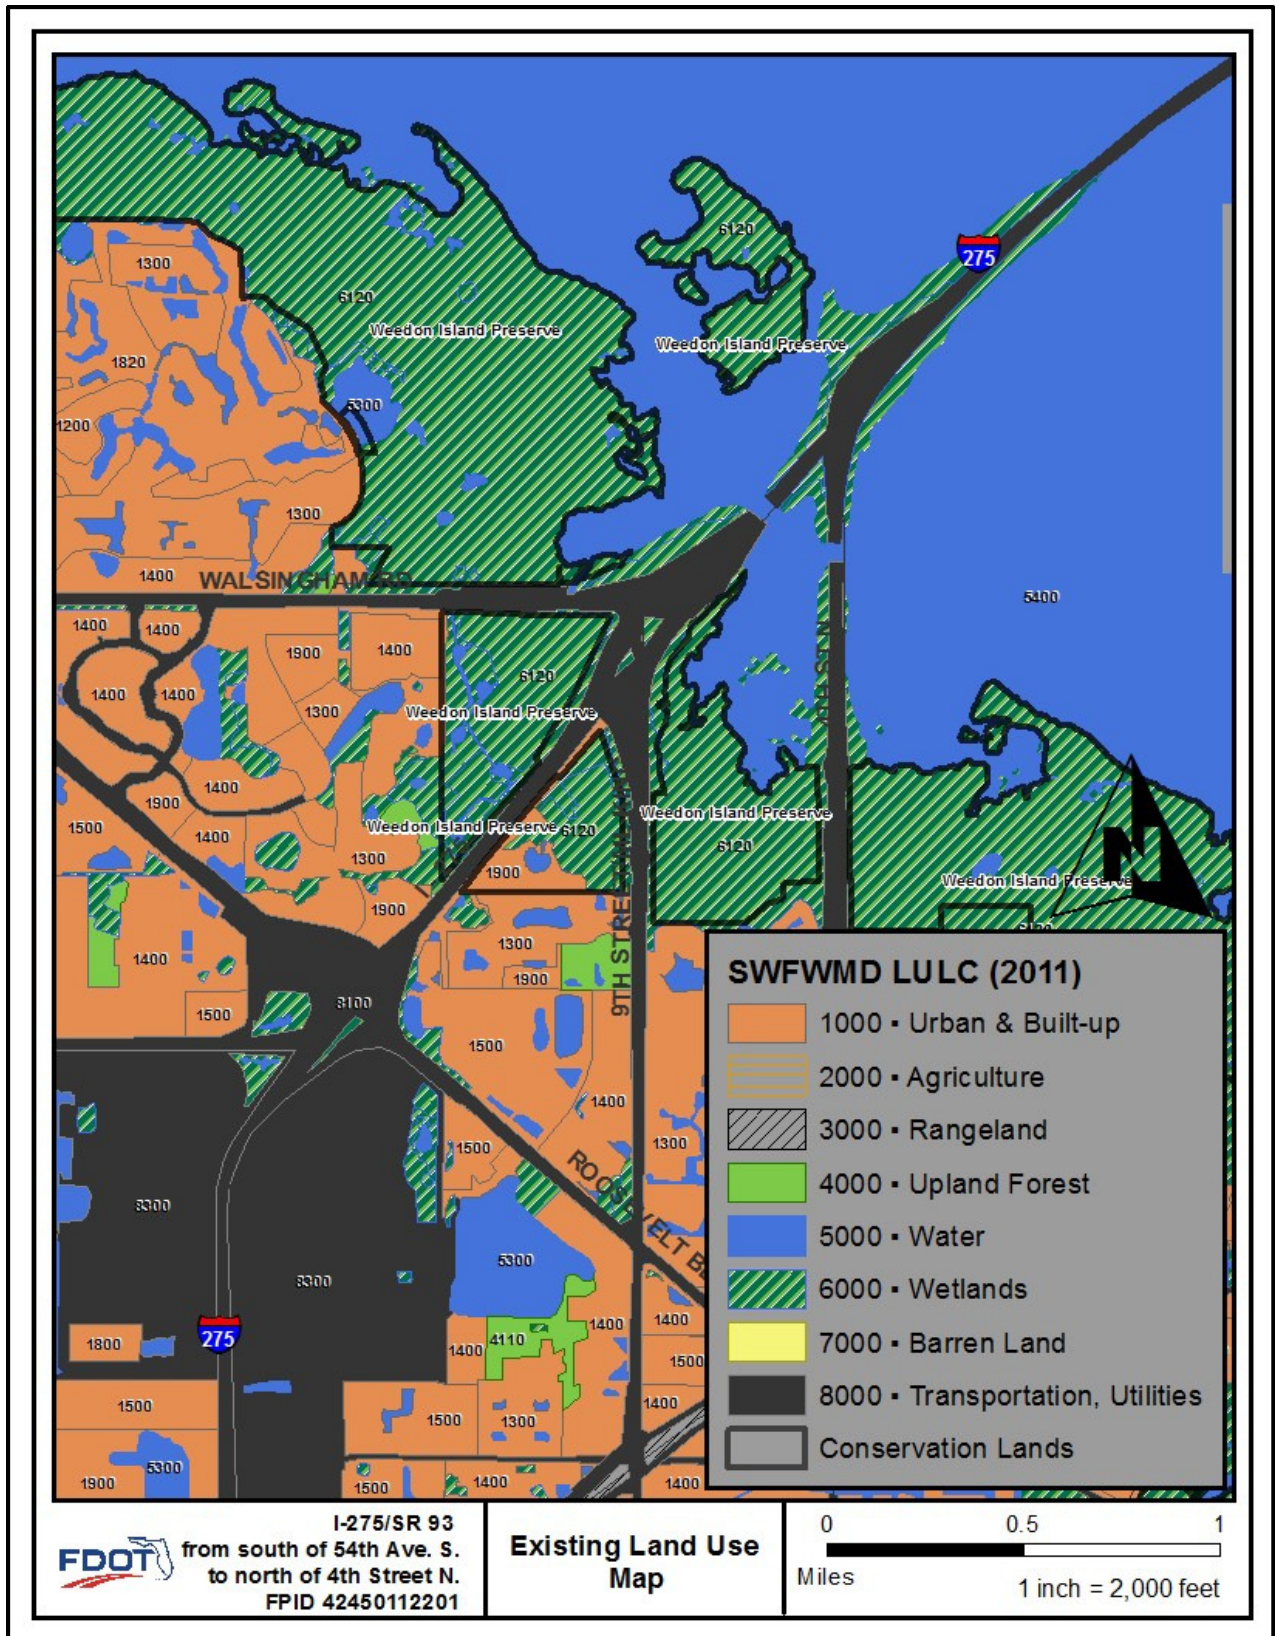 275
1300
6120
6120
Weedon Island Preserve
Weedon Island Preserve
1820
5300
1200
1300
1400
WALSINGHAM RD
5400
1400
1400
1900
1400
6120
1400
1400
1300
Weedon Island Preserve
1400
1900
1500
1400
Weedon Island Preserve
6120
Weedon Island Preserve
6120
1300
1900
Weedon Island Preserve
1900
1400
1300
1900
9TH STREET
1500
8100
1500
1400
1500
1300
ROOSEVELT BL
8300
8300
5300
275
1800
1400
4110
1400
1400
1500
1500
1500
1300
1400
1900
5300
1500
1400
1400
SWFWMD LULC (2011)
1000 ▪ Urban & Built-up
2000 ▪ Agriculture
3000 ▪ Rangeland
4000 ▪ Upland Forest
5000 ▪ Water
6000 ▪ Wetlands
7000 ▪ Barren Land
8000 ▪ Transportation, Utilities
Conservation Lands
N
FDOT
I-275/SR 93
from south of 54th Ave. S.
to north of 4th Street N.
FPID 42450112201
Existing Land Use
Map
0 0.5 1
Miles
1 inch = 2,000 feet